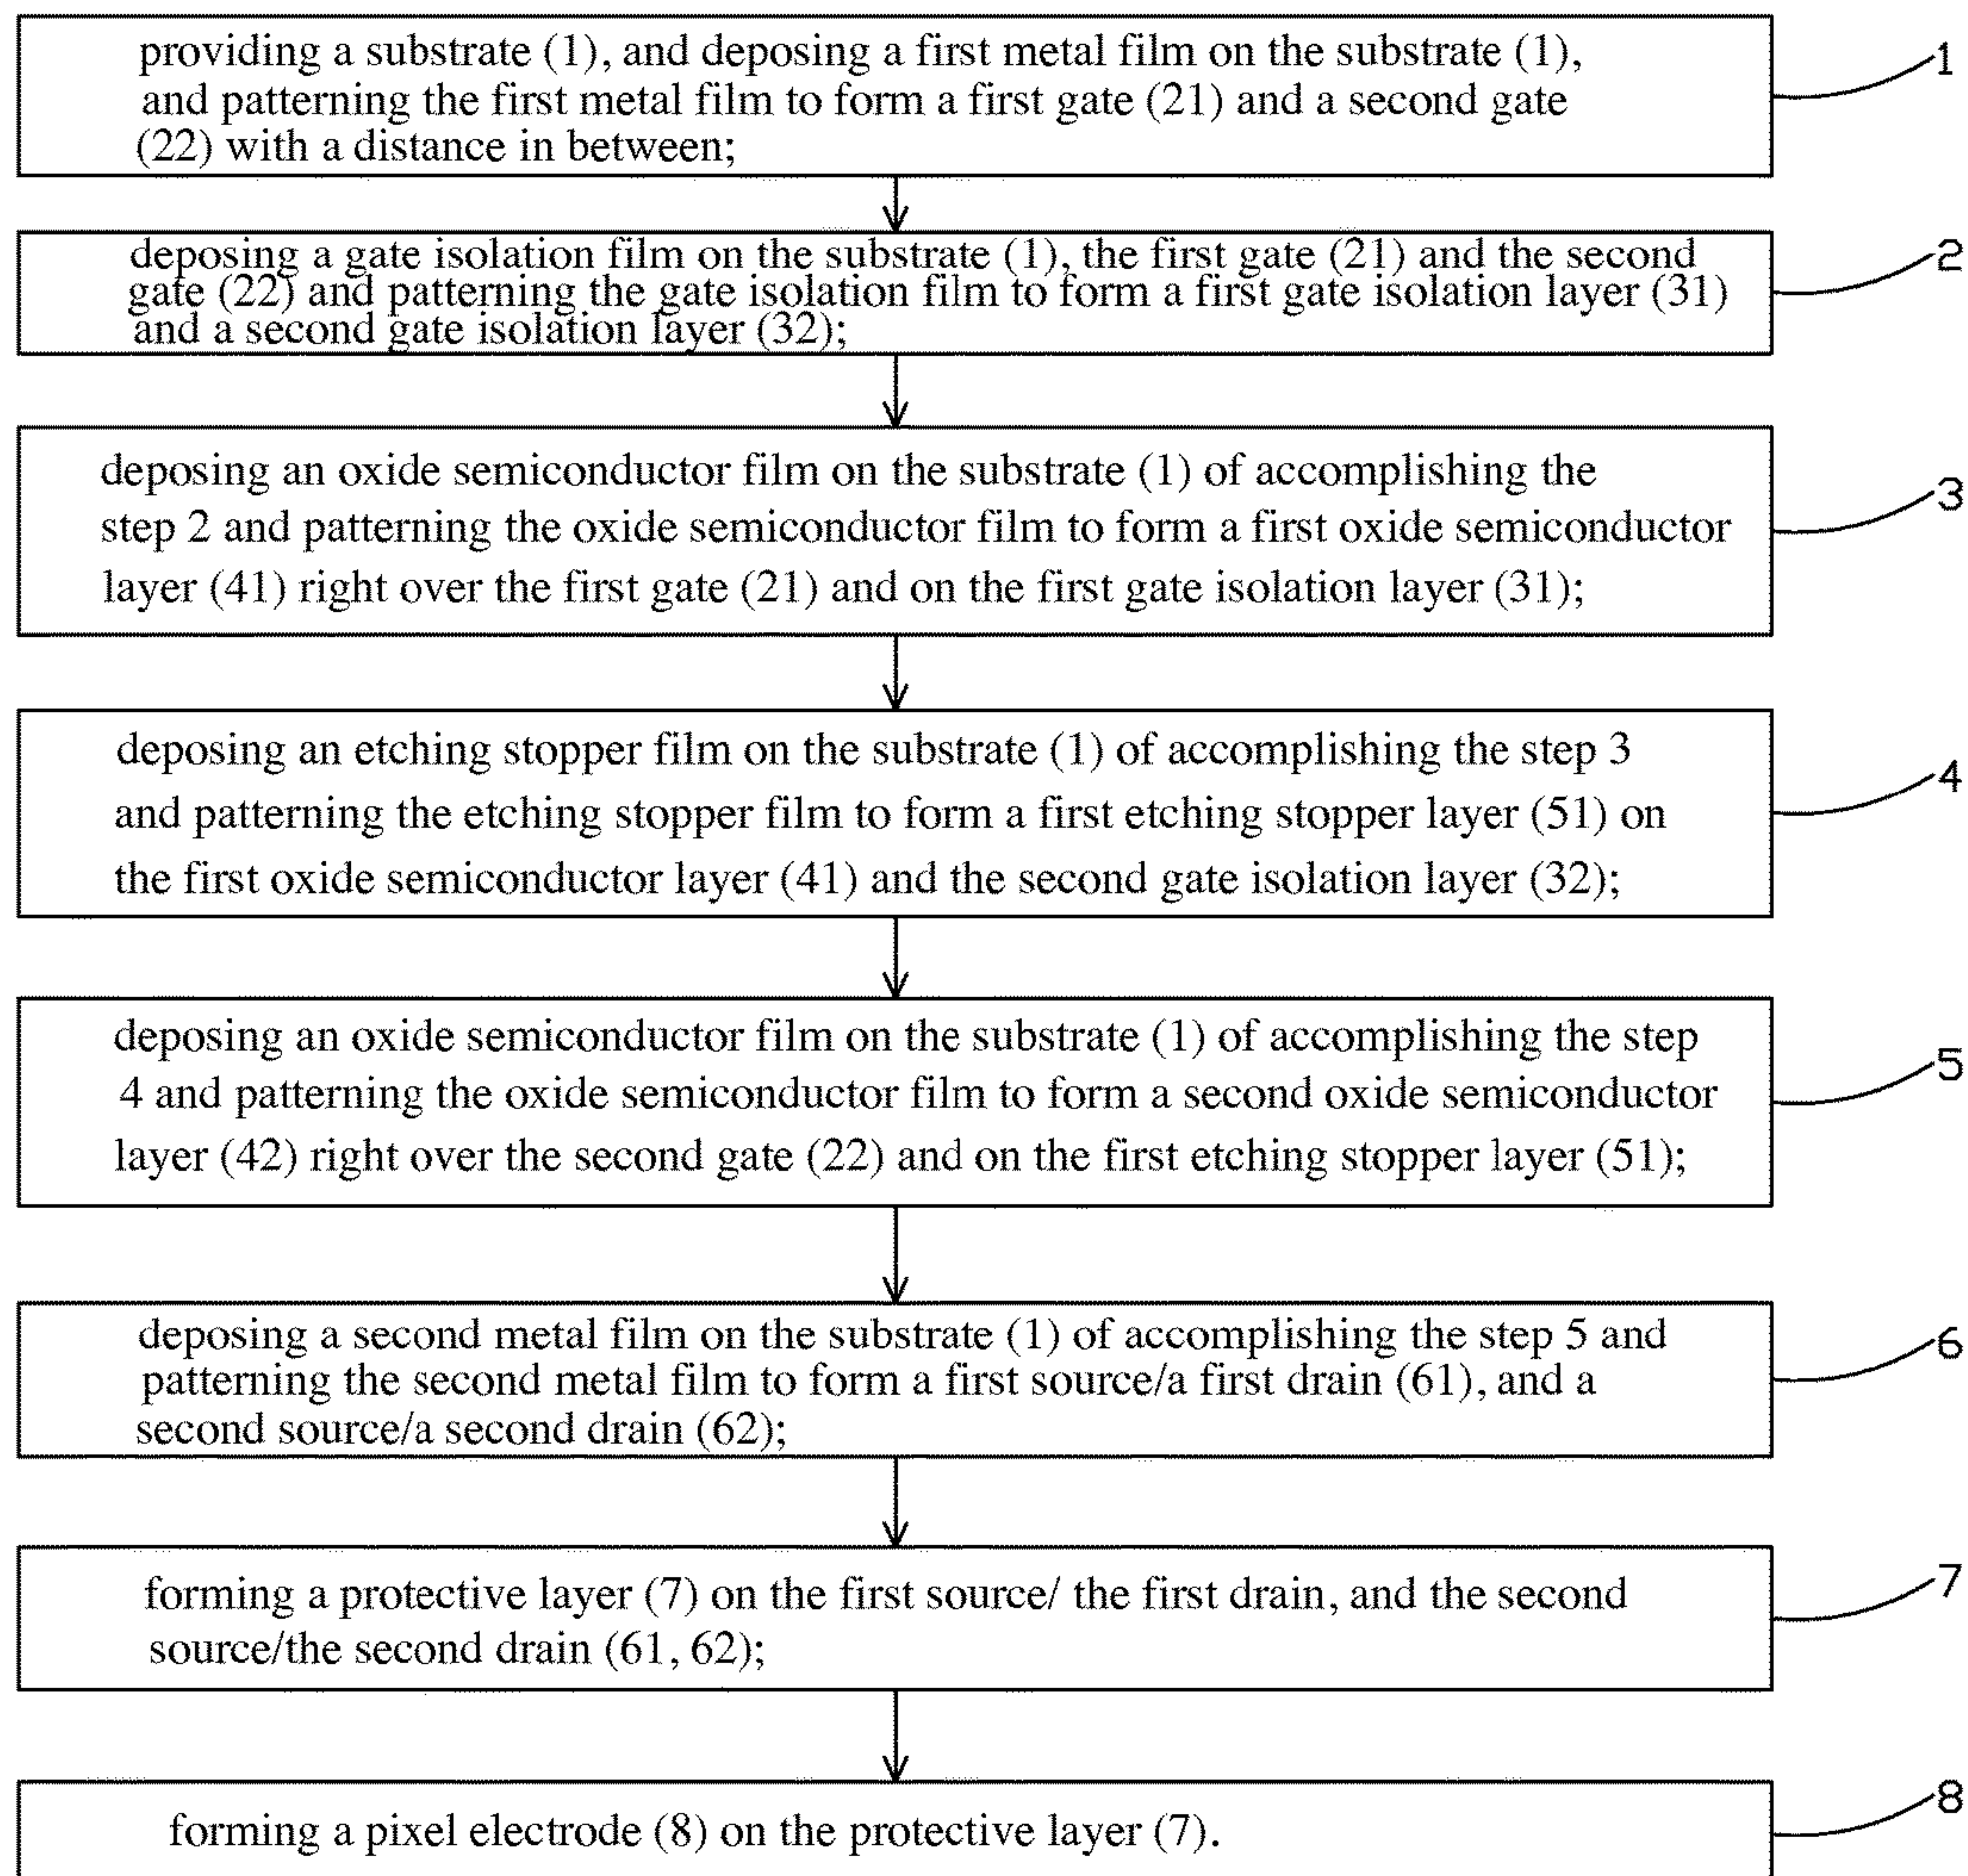 providing a substrate (1), and deposing a first metal film on the substrate (1),
and patterning the first metal film to form a first gate (21) and a second gate
(22) with a distance in between;
1
deposing a gate isolation film on the substrate (1), the first gate (21) and the second
gate (22) and patterning the gate isolation film to form a first gate isolation layer (31)
and a second gate isolation layer (32);
2
deposing an oxide semiconductor film on the substrate (1) of accomplishing the
step 2 and patterning the oxide semiconductor film to form a first oxide semiconductor
layer (41) right over the first gate (21) and on the first gate isolation layer (31);
3
deposing an etching stopper film on the substrate (1) of accomplishing the step 3
and patterning the etching stopper film to form a first etching stopper layer (51) on
the first oxide semiconductor layer (41) and the second gate isolation layer (32);
4
deposing an oxide semiconductor film on the substrate (1) of accomplishing the step
4 and patterning the oxide semiconductor film to form a second oxide semiconductor
layer (42) right over the second gate (22) and on the first etching stopper layer (51);
5
deposing a second metal film on the substrate (1) of accomplishing the step 5 and
patterning the second metal film to form a first source/a first drain (61), and a
second source/a second drain (62);
6
forming a protective layer (7) on the first source/ the first drain, and the second
source/the second drain (61, 62);
7
forming a pixel electrode (8) on the protective layer (7).
8